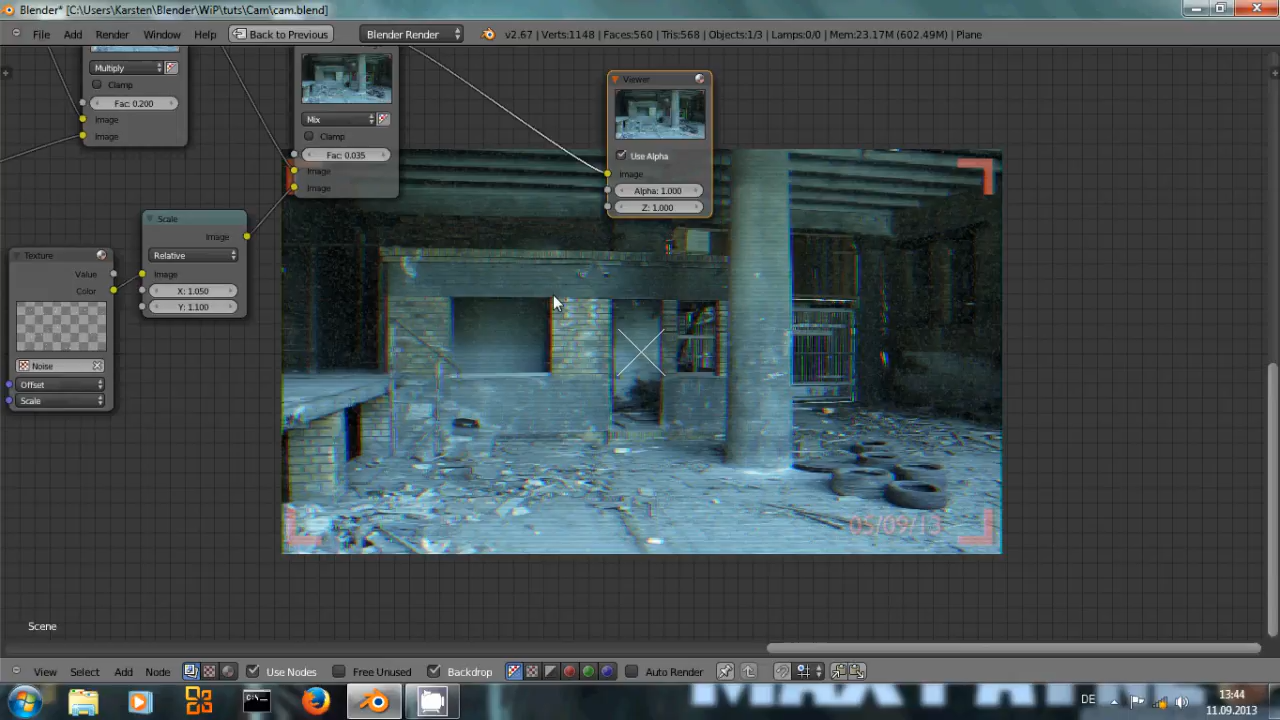 Blender* [C:\Users\Karsten\Blender\WiP\tuts\Cam\cam.blend]
File Add Render Window Help Back to Previous Blender Render v2.67 | Verts:1148 | Faces:560 | Tris:568 | Objects:1/3 | Lamps:0/0 | Mem:23.17M (602.49M) | Plane
Multiply
Clamp
Fac: 0.200
Image
Image
Mix
Clamp
Fac: 0.035
Image
Image
Viewer
Use Alpha
Image
Alpha: 1.000
Z: 1.000
Scale
Image
Relative
Image
X: 1.050
Y: 1.100
Texture
Value
Color
Noise
Offset
Scale
05/09/13
Scene
View Select Add Node Use Nodes Free Unused Backdrop Auto Render
DE 13:44
11.09.2013